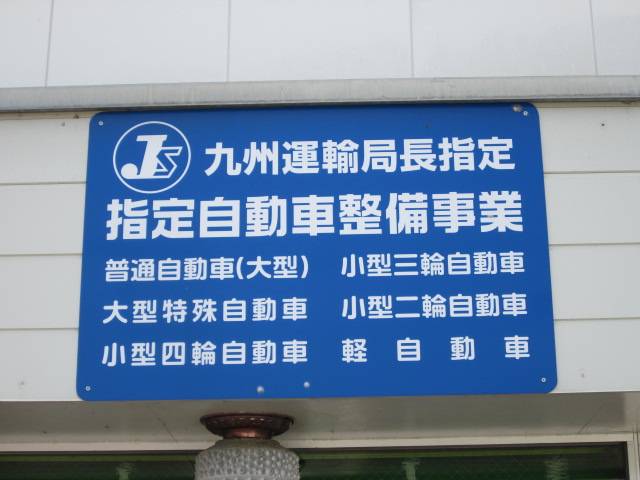 JS 九州運輸局長指定
指定自動車整備事業
普通自動車(大型) 小型三輪自動車
大型特殊自動車 小型二輪自動車
小型四輪自動車 軽自動車